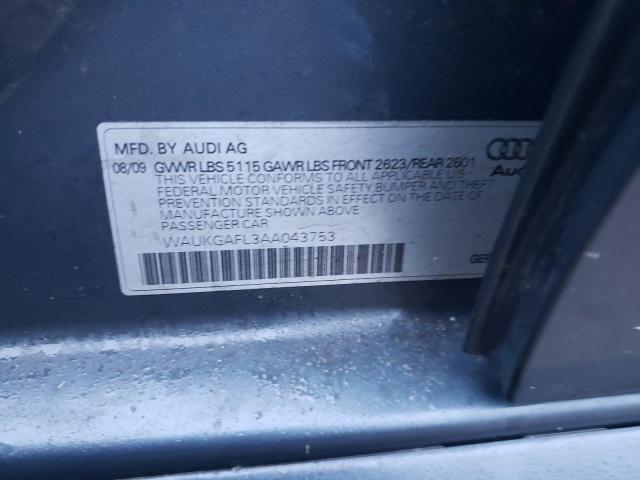 MFD. BY AUDI AG
08/09 GVWR LBS 5115 GAWR LBS FRONT 2623/REAR 2601
THIS VEHICLE CONFORMS TO ALL APPLICABLE U.S.
FEDERAL MOTOR VEHICLE SAFETY,BUMPER AND THEFT
PREVENTION STANDARDS IN EFFECT ON THE DATE OF
MANUFACTURE SHOWN ABOVE
PASSENGER CAR
WAUKGAFL3AA043753